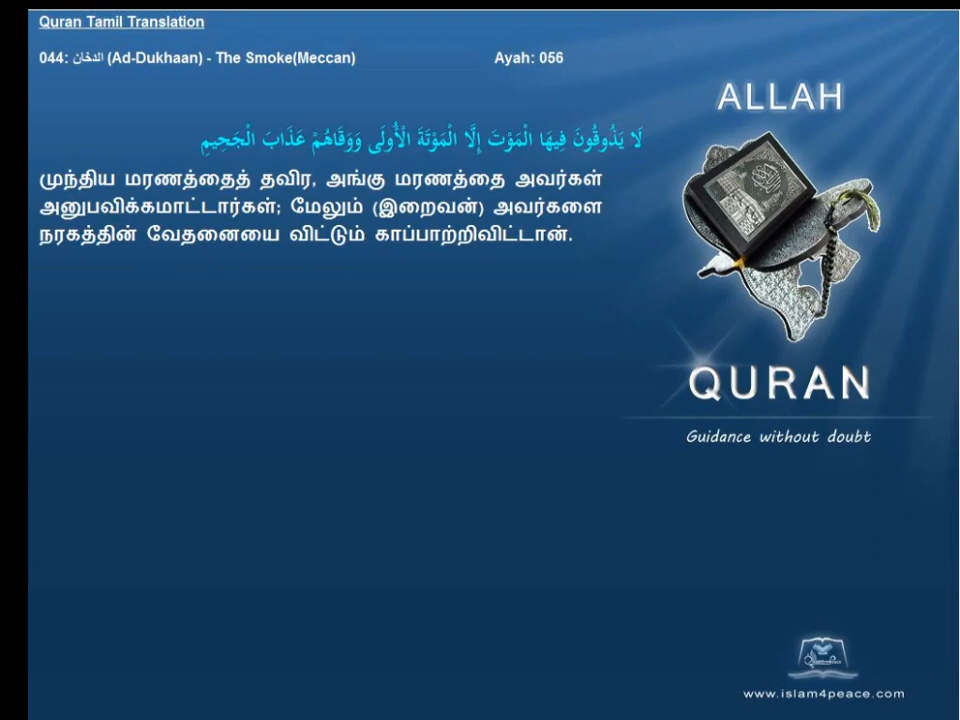 Quran Tamil Translation
044: الدخان (Ad-Dukhaan) - The Smoke(Meccan) Ayah: 056
لَا يَذُوقُونَ فِيهَا الْمَوْتَ إِلَّا الْمَوْتَةَ الْأُولَى وَوَقَاهُمْ عَذَابَ الْجَحِيمِ
முந்திய மரணத்தைத் தவிர, அங்கு மரணத்தை அவர்கள்
அனுபவிக்கமாட்டார்கள்; மேலும் (இறைவன்) அவர்களை
நரகத்தின் வேதனையை விட்டும் காப்பாற்றிவிட்டான்.
ALLAH
QURAN
Guidance without doubt
www.islam4peace.com